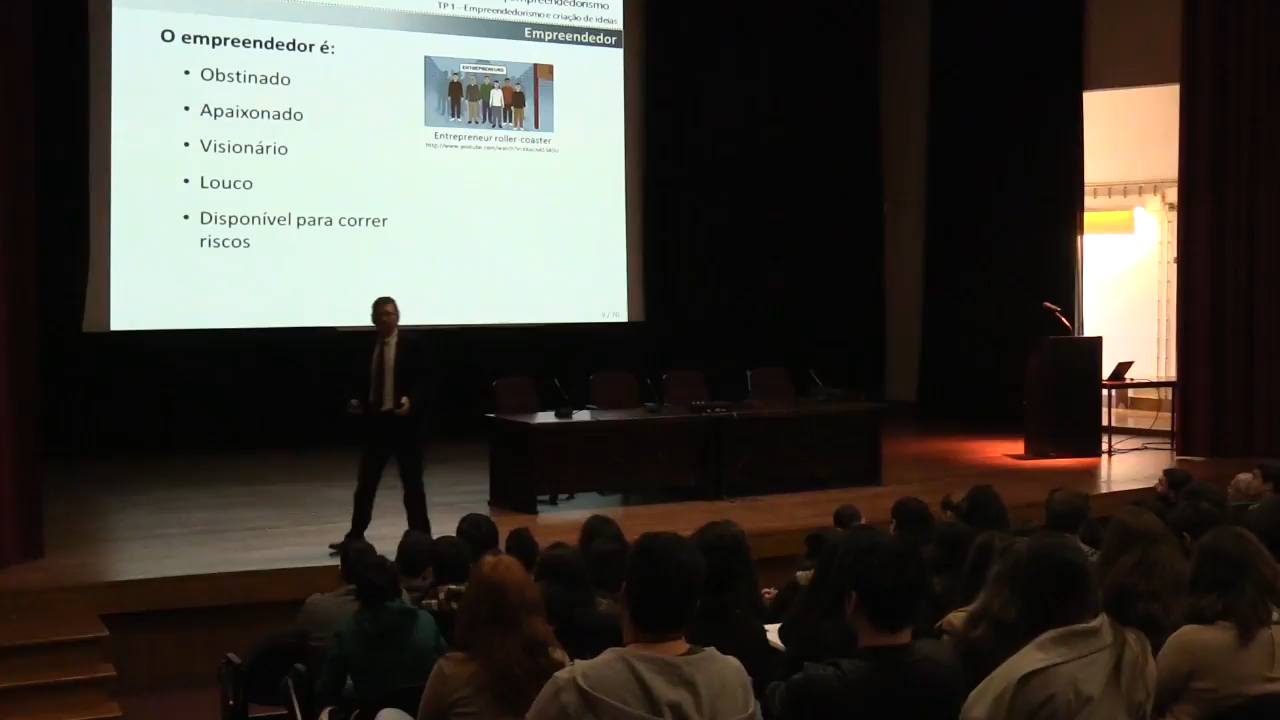 TP 1 – Empreendedorismo e criação de ideias
Empreendedor
O empreendedor é:
• Obstinado
• Apaixonado
• Visionário
• Louco
• Disponível para correr
riscos
ENTREPRENEURS
Entrepreneur roller-coaster